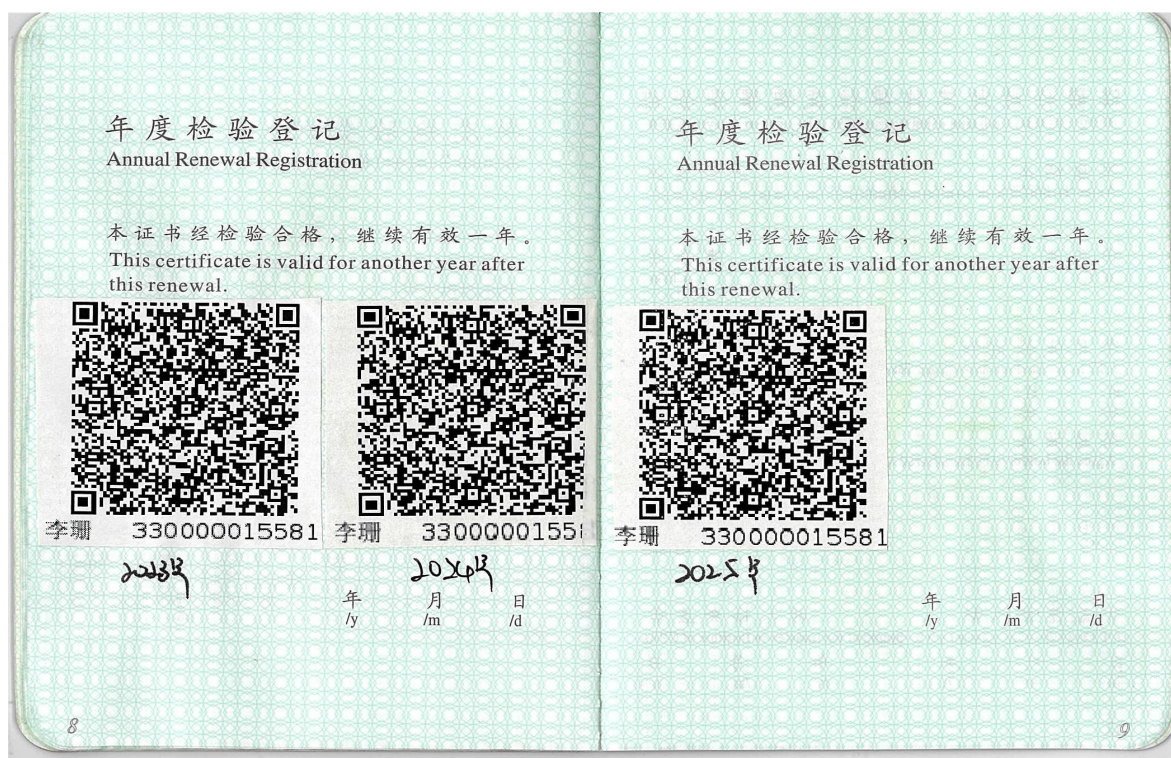 年度检验登记
Annual Renewal Registration
本证书经检验合格，继续有效一年。
This certificate is valid for another year after
this renewal.
李珊 330000015581
李珊 33000000155
2023年
2024年
年 月 日
/y /m /d
8
年度检验登记
Annual Renewal Registration
本证书经检验合格，继续有效一年。
This certificate is valid for another year after
this renewal.
李珊 330000015581
2025年
年 月 日
/y /m /d
9